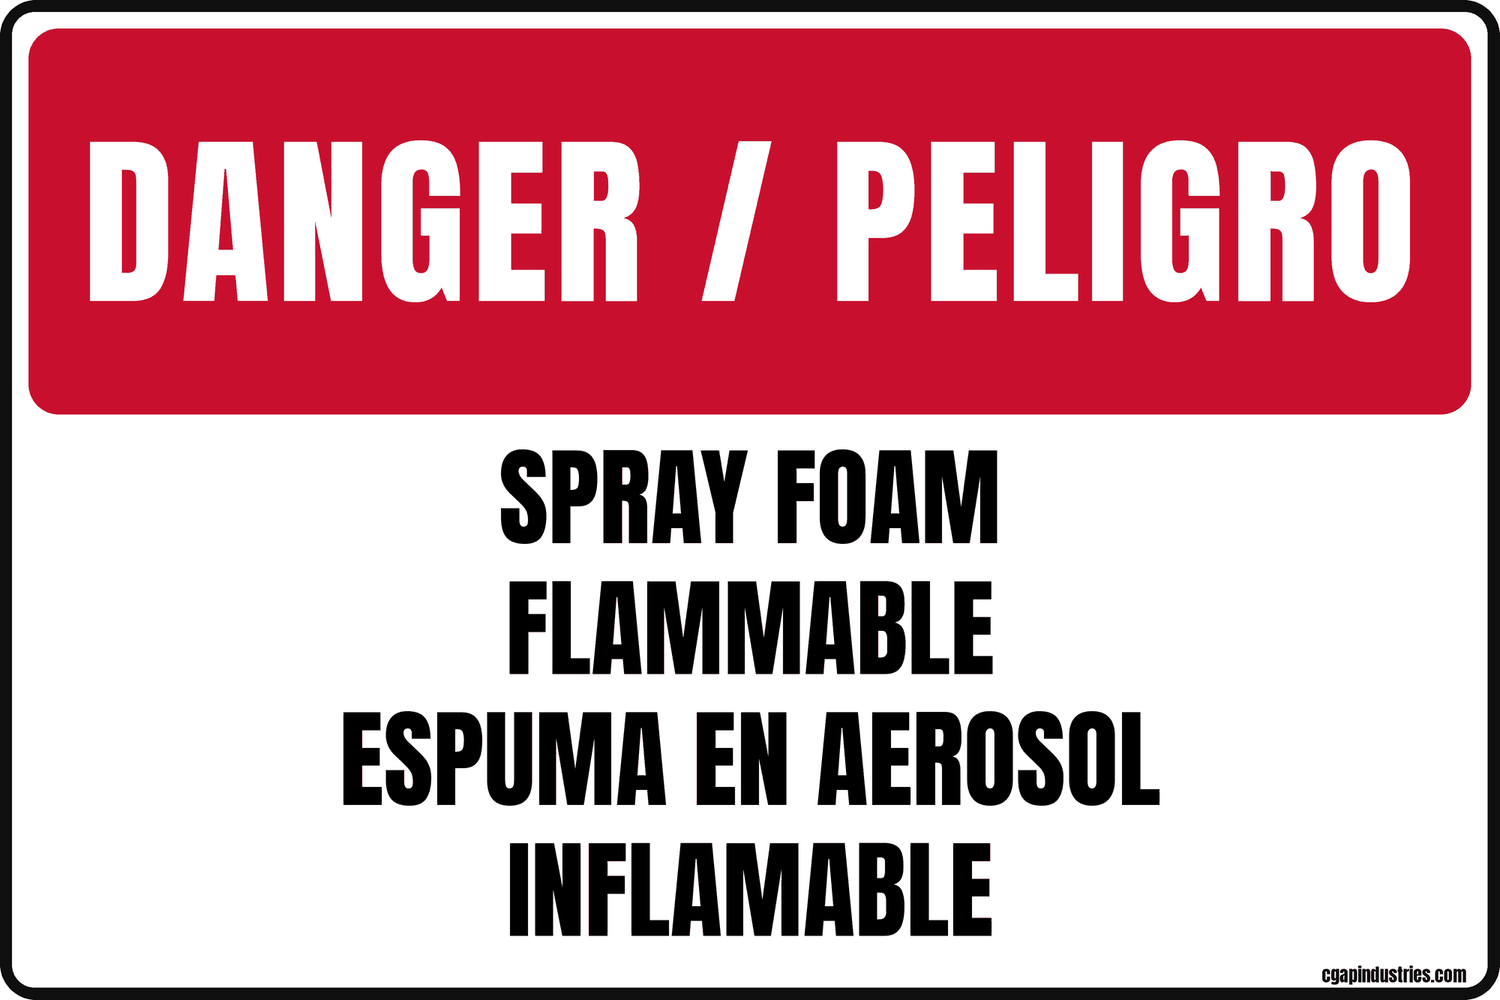 DANGER / PELIGRO
SPRAY FOAM
FLAMMABLE
ESPUMA EN AEROSOL
INFLAMABLE
cgapindustries.com